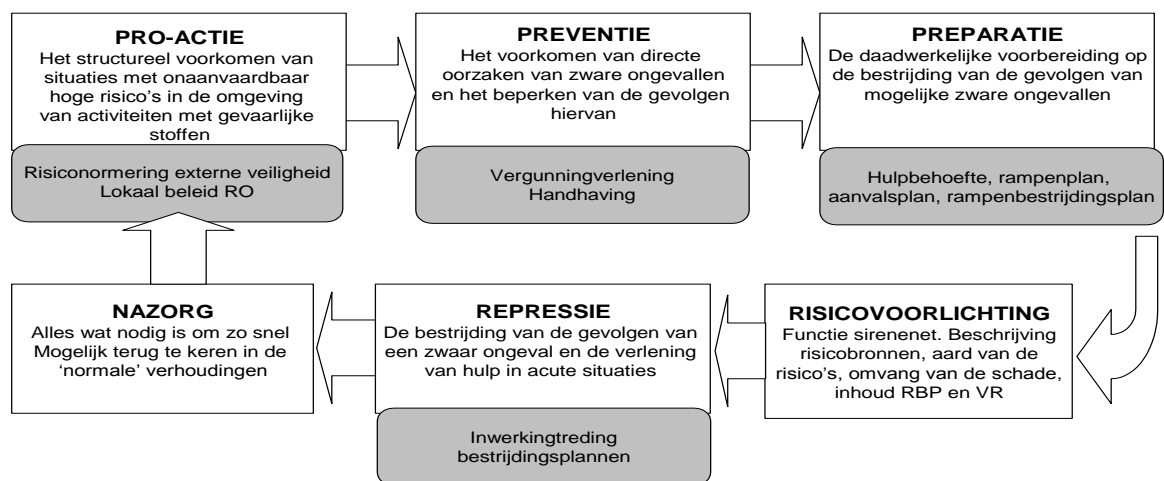 PRO-ACTIE
Het structureel voorkomen van
situaties met onaanvaardbaar
hoge risico's in de omgeving
van activiteiten met gevaarlijke
stoffen
Risiconormering externe veiligheid
Lokaal beleid RO
PREVENTIE
Het voorkomen van directe
oorzaken van zware ongevallen
en het beperken van de gevolgen
hiervan
Vergunningverlening
Handhaving
PREPARATIE
De daadwerkelijke voorbereiding op
de bestrijding van de gevolgen van
mogelijke zware ongevallen
Hulpbehoefte, rampenplan,
aanvalsplan, rampenbestrijdingsplan
RISICOVOORLICHTING
Functie sirenenet. Beschrijving
risicobronnen, aard van de
risico's, omvang van de schade,
inhoud RBP en VR
REPRESSIE
De bestrijding van de gevolgen van
een zwaar ongeval en de verlening
van hulp in acute situaties
Inwerkingtreding
bestrijdingsplannen
NAZORG
Alles wat nodig is om zo snel
Mogelijk terug te keren in de
'normale' verhoudingen